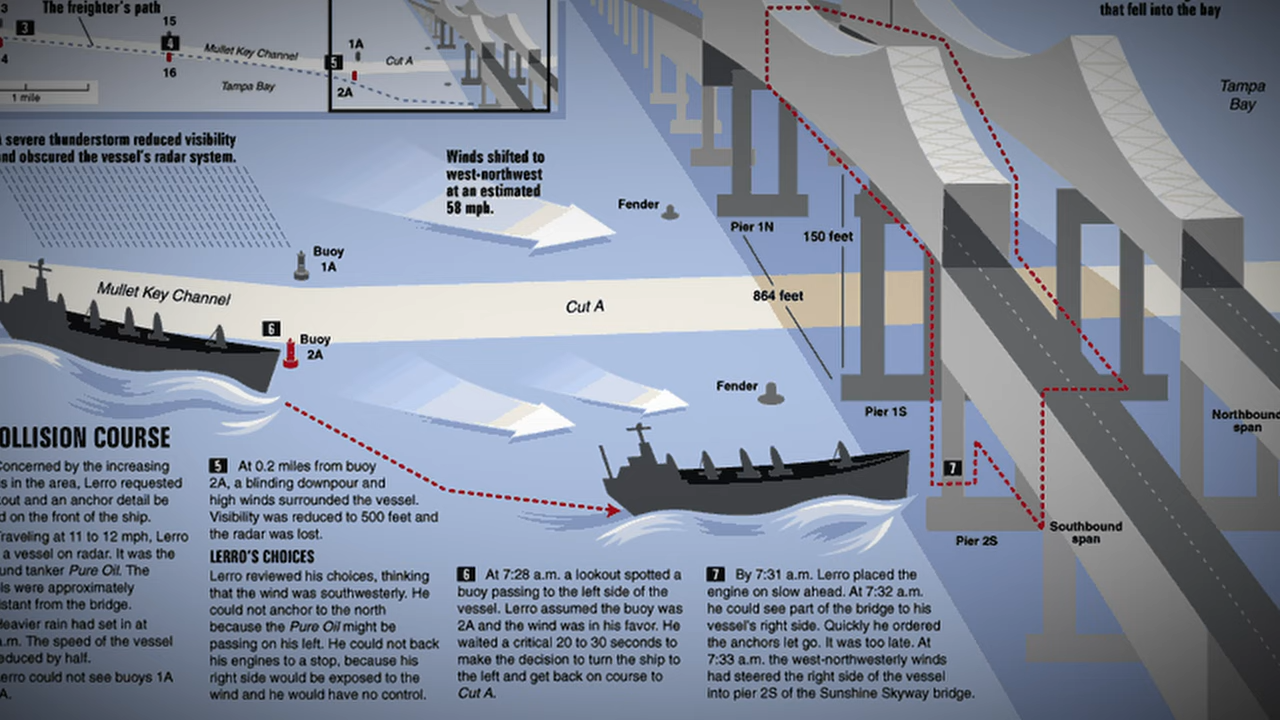 The freighter's path
3
3
4
15
4
16
Mullet Key Channel
Tampa Bay
1 mile
1A
5
2A
Cut A
that fell into the bay
Tampa
Bay
severe thunderstorm reduced visibility
and obscured the vessel's radar system.
Winds shifted to
west-northwest
at an estimated
58 mph.
Fender
Pier 1N
150 feet
864 feet
Buoy
1A
Mullet Key Channel
Cut A
6
Buoy
2A
Fender
Pier 1S
Northbound
span
7
Southbound
span
Pier 2S
COLLISION COURSE
Concerned by the increasing
in the area, Lerro requested
and an anchor detail be
on the front of the ship.
Traveling at 11 to 12 mph, Lerro
a vessel on radar. It was the
tanker Pure Oil. The
were approximately
from the bridge.
Heavier rain had set in at
a.m. The speed of the vessel
reduced by half.
Lerro could not see buoys 1A
5 At 0.2 miles from buoy
2A, a blinding downpour and
high winds surrounded the vessel.
Visibility was reduced to 500 feet and
the radar was lost.
LERRO'S CHOICES
Lerro reviewed his choices, thinking
that the wind was southwesterly. He
could not anchor to the north
because the Pure Oil might be
passing on his left. He could not back
his engines to a stop, because his
right side would be exposed to the
wind and he would have no control.
6 At 7:28 a.m. a lookout spotted a
buoy passing to the left side of the
vessel. Lerro assumed the buoy was
2A and the wind was in his favor. He
waited a critical 20 to 30 seconds to
make the decision to turn the ship to
the left and get back on course to
Cut A.
7 By 7:31 a.m. Lerro placed the
engine on slow ahead. At 7:32 a.m.
he could see part of the bridge to his
vessel's right side. Quickly he ordered
the anchors let go. It was too late. At
7:33 a.m. the west-northwesterly winds
had steered the right side of the vessel
into pier 2S of the Sunshine Skyway bridge.